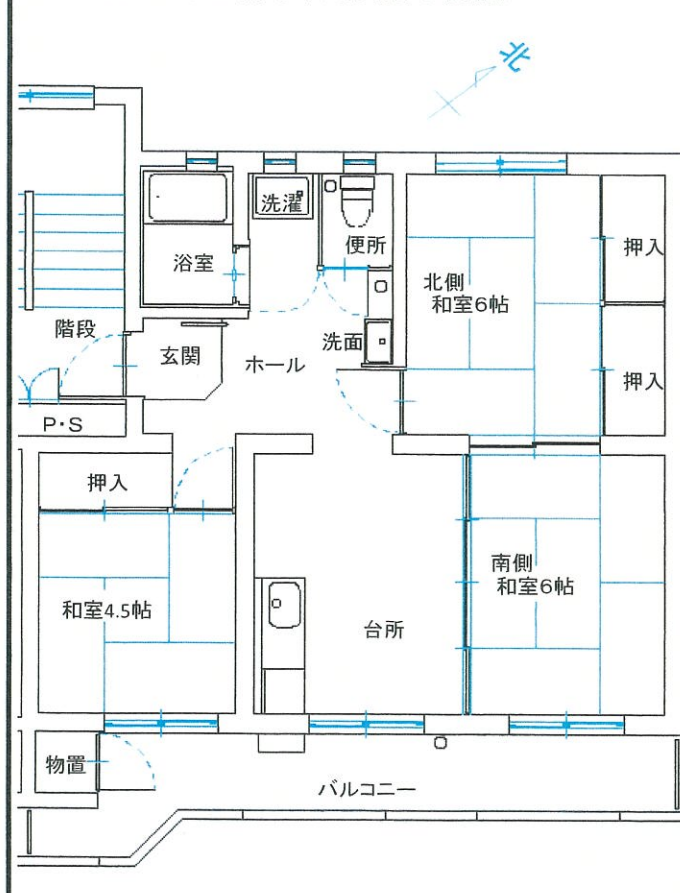 北
洗濯
便所
浴室
北側
和室6帖
押入
階段
玄関
洗面
ホール
押入
P・S
押入
南側
和室6帖
和室4.5帖
台所
物置
バルコニー